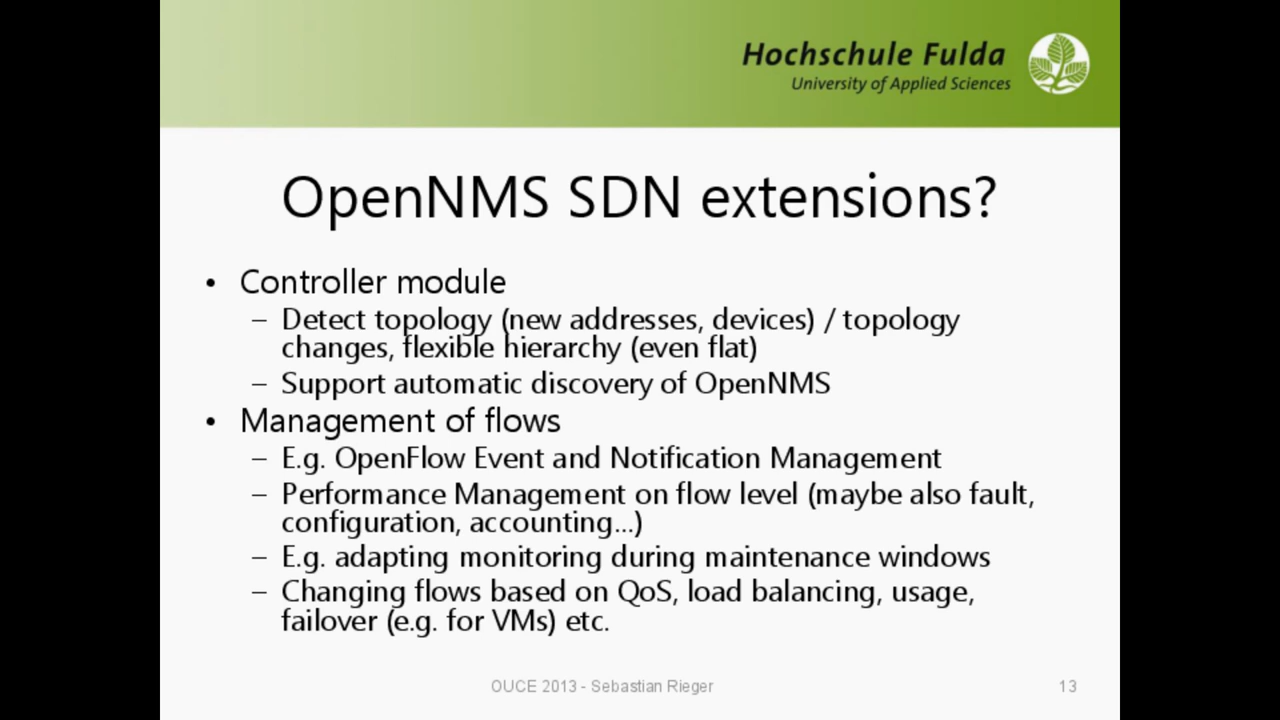 Hochschule Fulda
University of Applied Sciences
OpenNMS SDN extensions?
• Controller module
– Detect topology (new addresses, devices) / topology
changes, flexible hierarchy (even flat)
– Support automatic discovery of OpenNMS
• Management of flows
– E.g. OpenFlow Event and Notification Management
– Performance Management on flow level (maybe also fault,
configuration, accounting...)
– E.g. adapting monitoring during maintenance windows
– Changing flows based on QoS, load balancing, usage,
failover (e.g. for VMs) etc.
OUCE 2013 - Sebastian Rieger
13